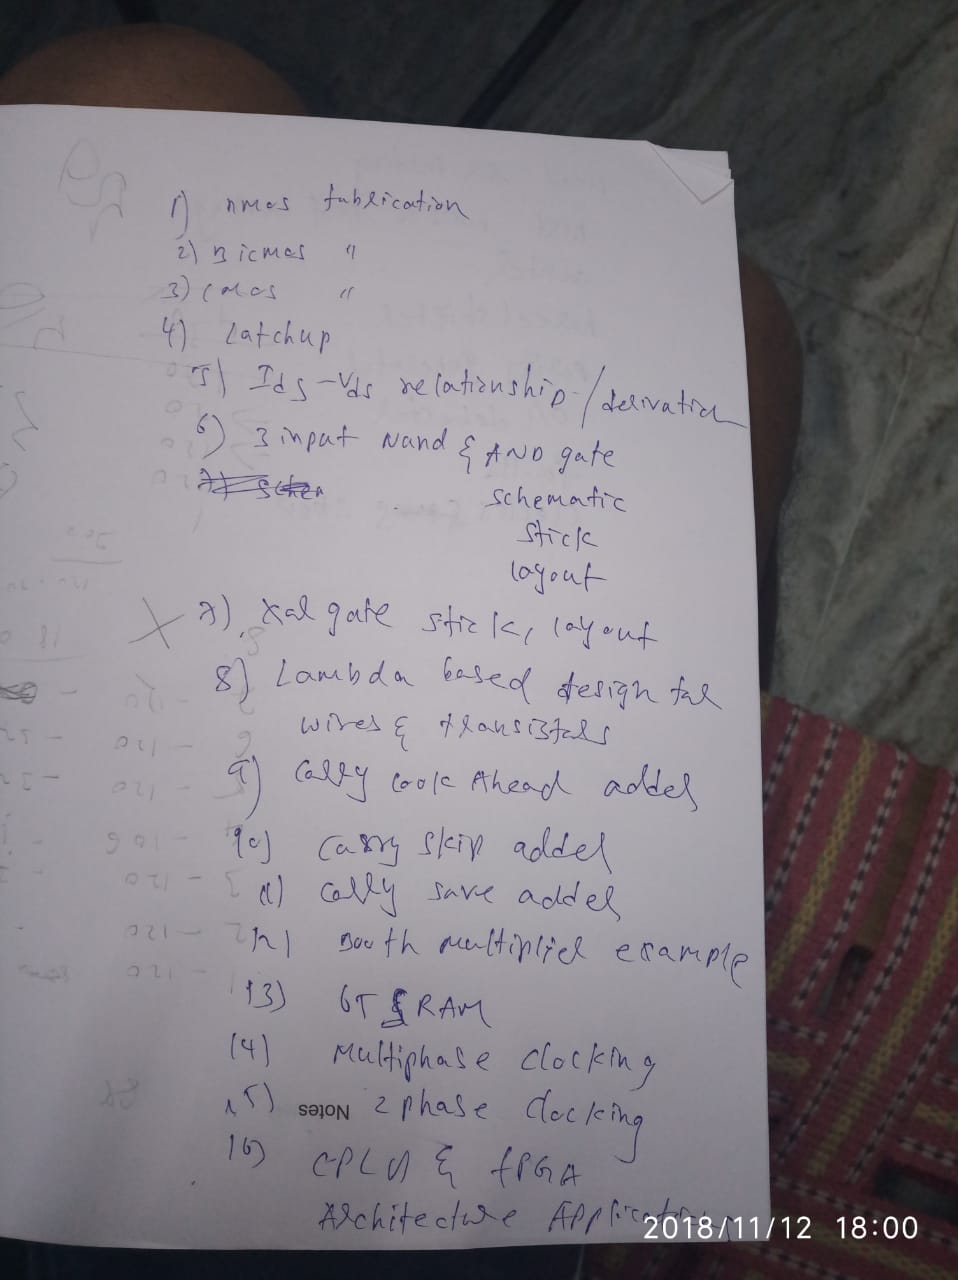 1) nmos fabrication
2) Bicmos "
3) CMOS "
4) Latchup
5) Ids -Vds relationship / derivation
6) 3 input Nand & AND gate
schematic
stick
layout
X 7) Xor gate stick, layout
8) Lambda based design for
wires & transistors
9) Carry look Ahead adder
10) Carry skip adder
11) Carry save adder
12) Booth multiplier example
13) 6T SRAM
14) Multiphase clocking
15) 2 phase clocking
Notes
16) CPLD & FPGA
Architecture Applications
2018/11/12 18:00